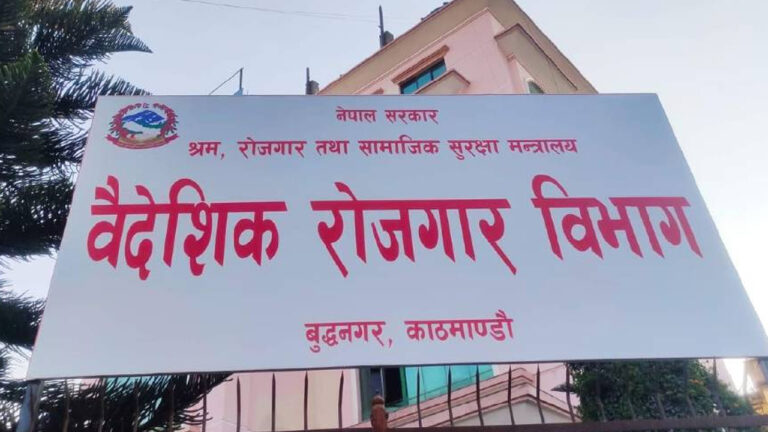 नेपाल सरकार
श्रम, रोजगार तथा सामाजिक सुरक्षा मन्त्रालय
वैदेशिक रोजगार विभाग
बुद्धनगर, काठमाण्डौ